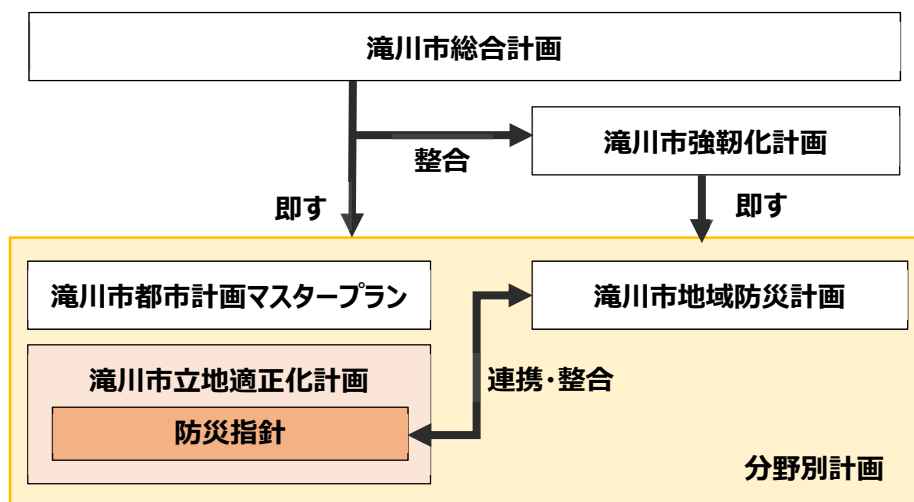 滝川市総合計画
滝川市強靭化計画
整合
即す
即す
滝川市都市計画マスタープラン
滝川市地域防災計画
滝川市立地適正化計画
連携・整合
防災指針
分野別計画